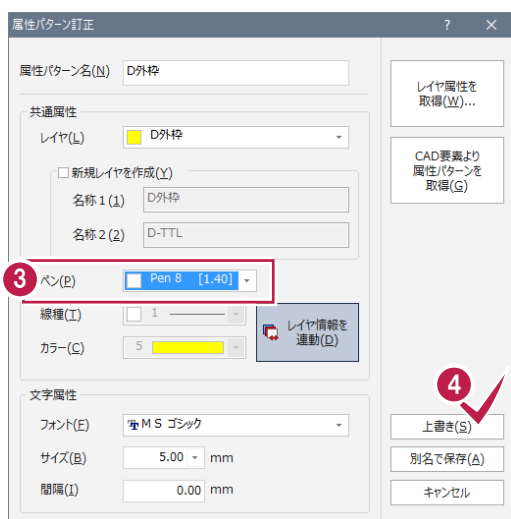 属性パターン訂正 ? ×
属性パターン名(N) D外枠
レイヤ属性を
取得(W)...
共通属性
レイヤ(L) D外枠
CAD要素より
属性パターンを
取得(G)
新規レイヤを作成(Y)
名称1(1) D外枠
名称2(2) D-TTL
3 ペン(P) Pen 8 [1.40]
線種(T) 1
レイヤ情報を
連動(D)
カラー(C) 5
4
文字属性
フォント(F) MS ゴシック
上書き(S)
サイズ(B) 5.00 mm
別名で保存(A)
間隔(I) 0.00 mm
キャンセル